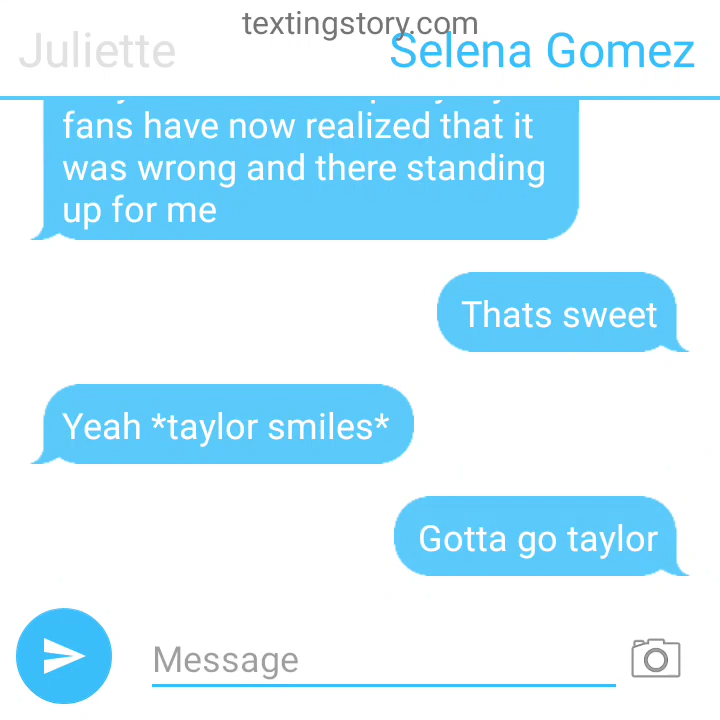 textingstory.com
Juliette
Selena Gomez
fans have now realized that it
was wrong and there standing
up for me
Thats sweet
Yeah *taylor smiles*
Gotta go taylor
Message